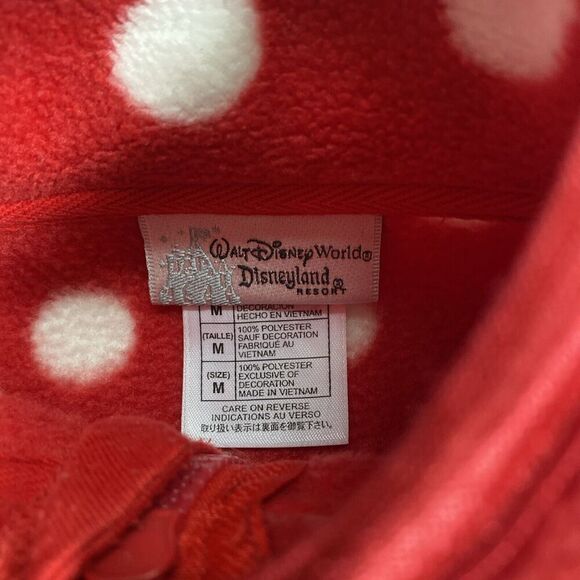 WALT DISNEY World®
Disneyland®
RESORT
M
DECORACION
HECHO EN VIETNAM
(TAILLE)
M
100% POLYESTER
SAUF DECORATION
FABRIQUÉ AU
VIETNAM
(SIZE)
M
100% POLYESTER
EXCLUSIVE OF
DECORATION
MADE IN VIETNAM
CARE ON REVERSE
INDICATIONS AU VERSO
取り扱い表示は裏面を御覧下さい